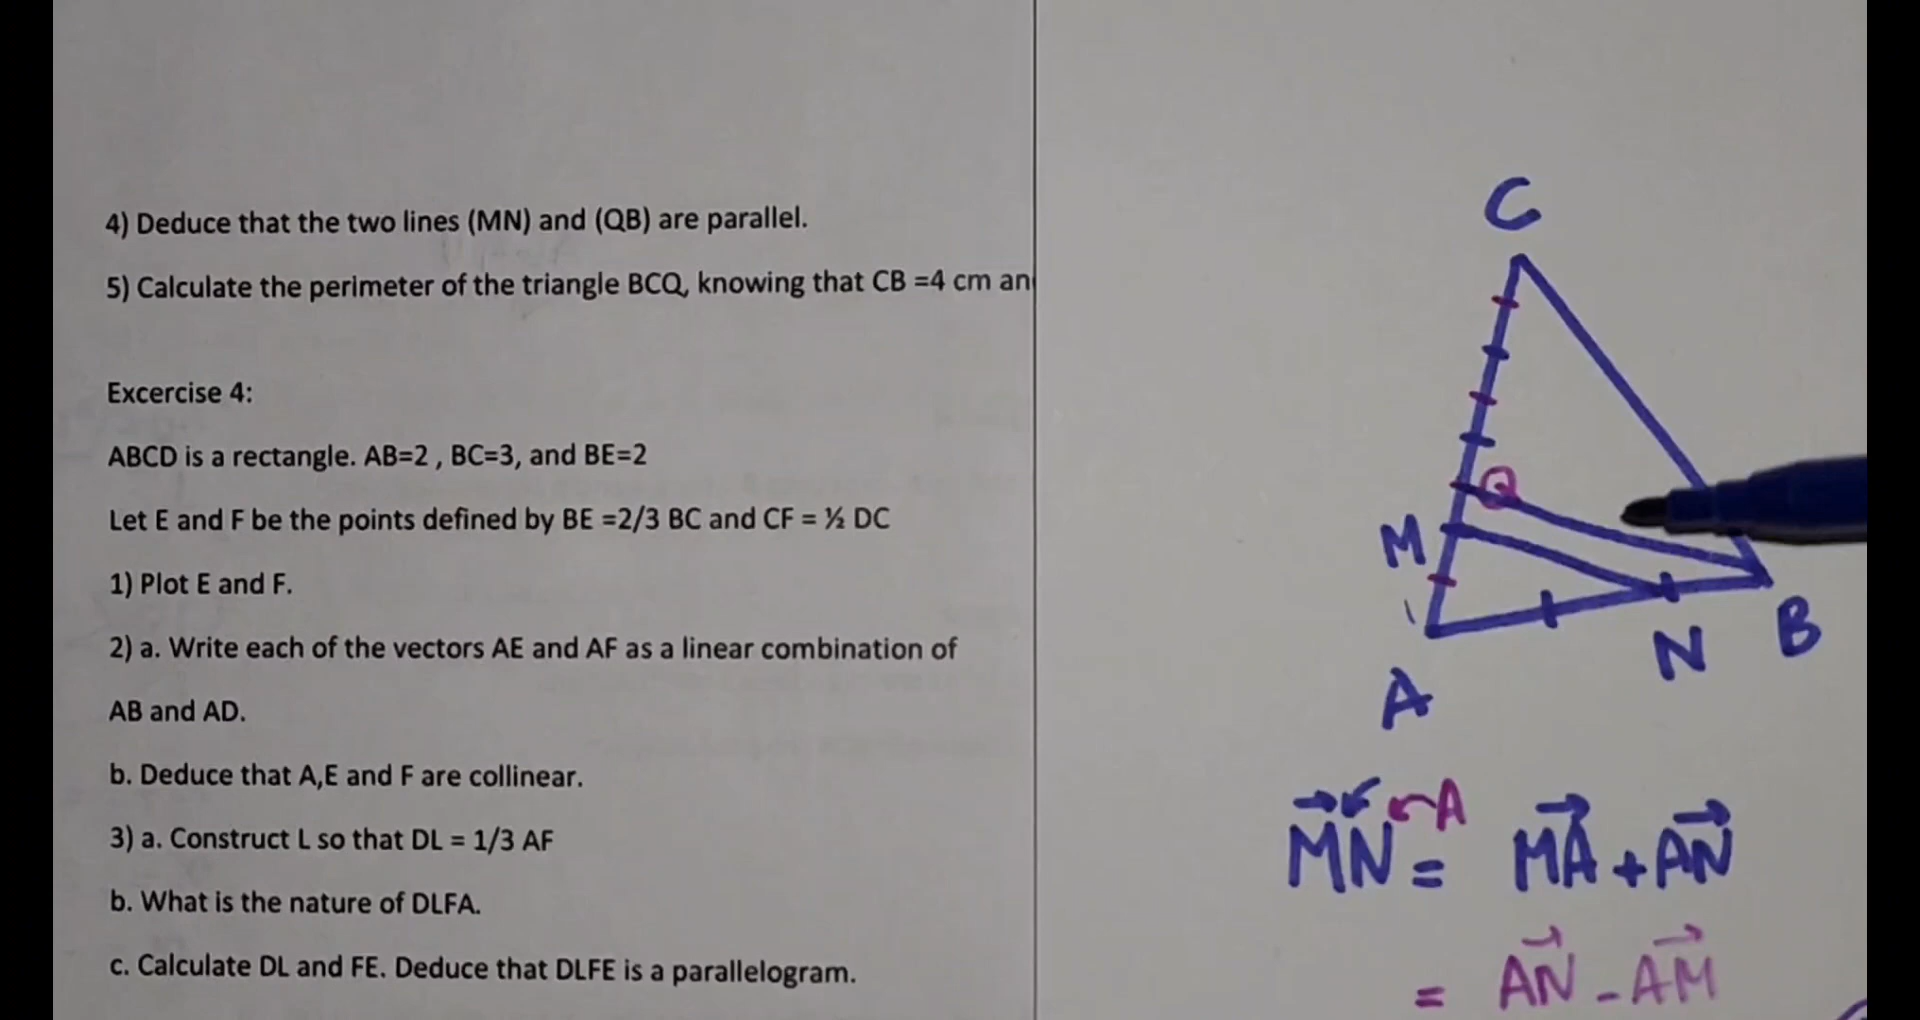 4) Deduce that the two lines (MN) and (QB) are parallel.
5) Calculate the perimeter of the triangle BCQ, knowing that CB =4 cm an
Excercise 4:
ABCD is a rectangle. AB=2 , BC=3, and BE=2
Let E and F be the points defined by BE =2/3 BC and CF = ½ DC
1) Plot E and F.
2) a. Write each of the vectors AE and AF as a linear combination of
AB and AD.
b. Deduce that A,E and F are collinear.
3) a. Construct L so that DL = 1/3 AF
b. What is the nature of DLFA.
c. Calculate DL and FE. Deduce that DLFE is a parallelogram.
C
Q
M
N
B
A
A
MN = MA + AN
= AN - AM